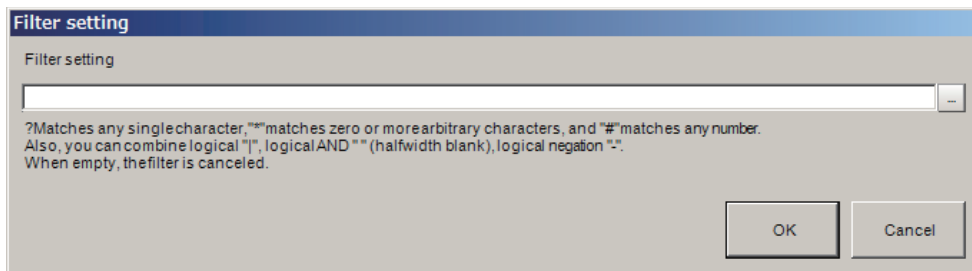 Filter setting
Filter setting
...
?Matches any single character,"*"matches zero or more arbitrary characters, and "#"matches any number.
Also, you can combine logical "|", logical AND " " (halfwidth blank), logical negation "-".
When empty, the filter is canceled.
OK
Cancel